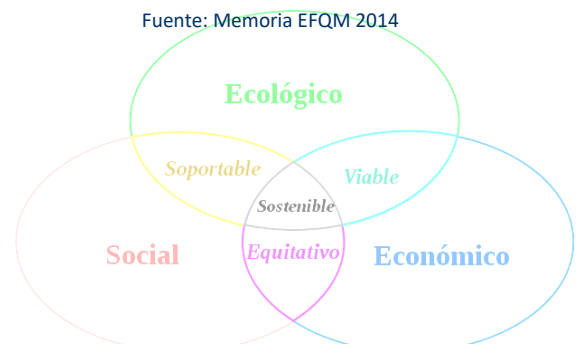 Fuente: Memoria EFQM 2014
Ecológico
Soportable
Viable
Sostenible
Social
Equitativo
Económico